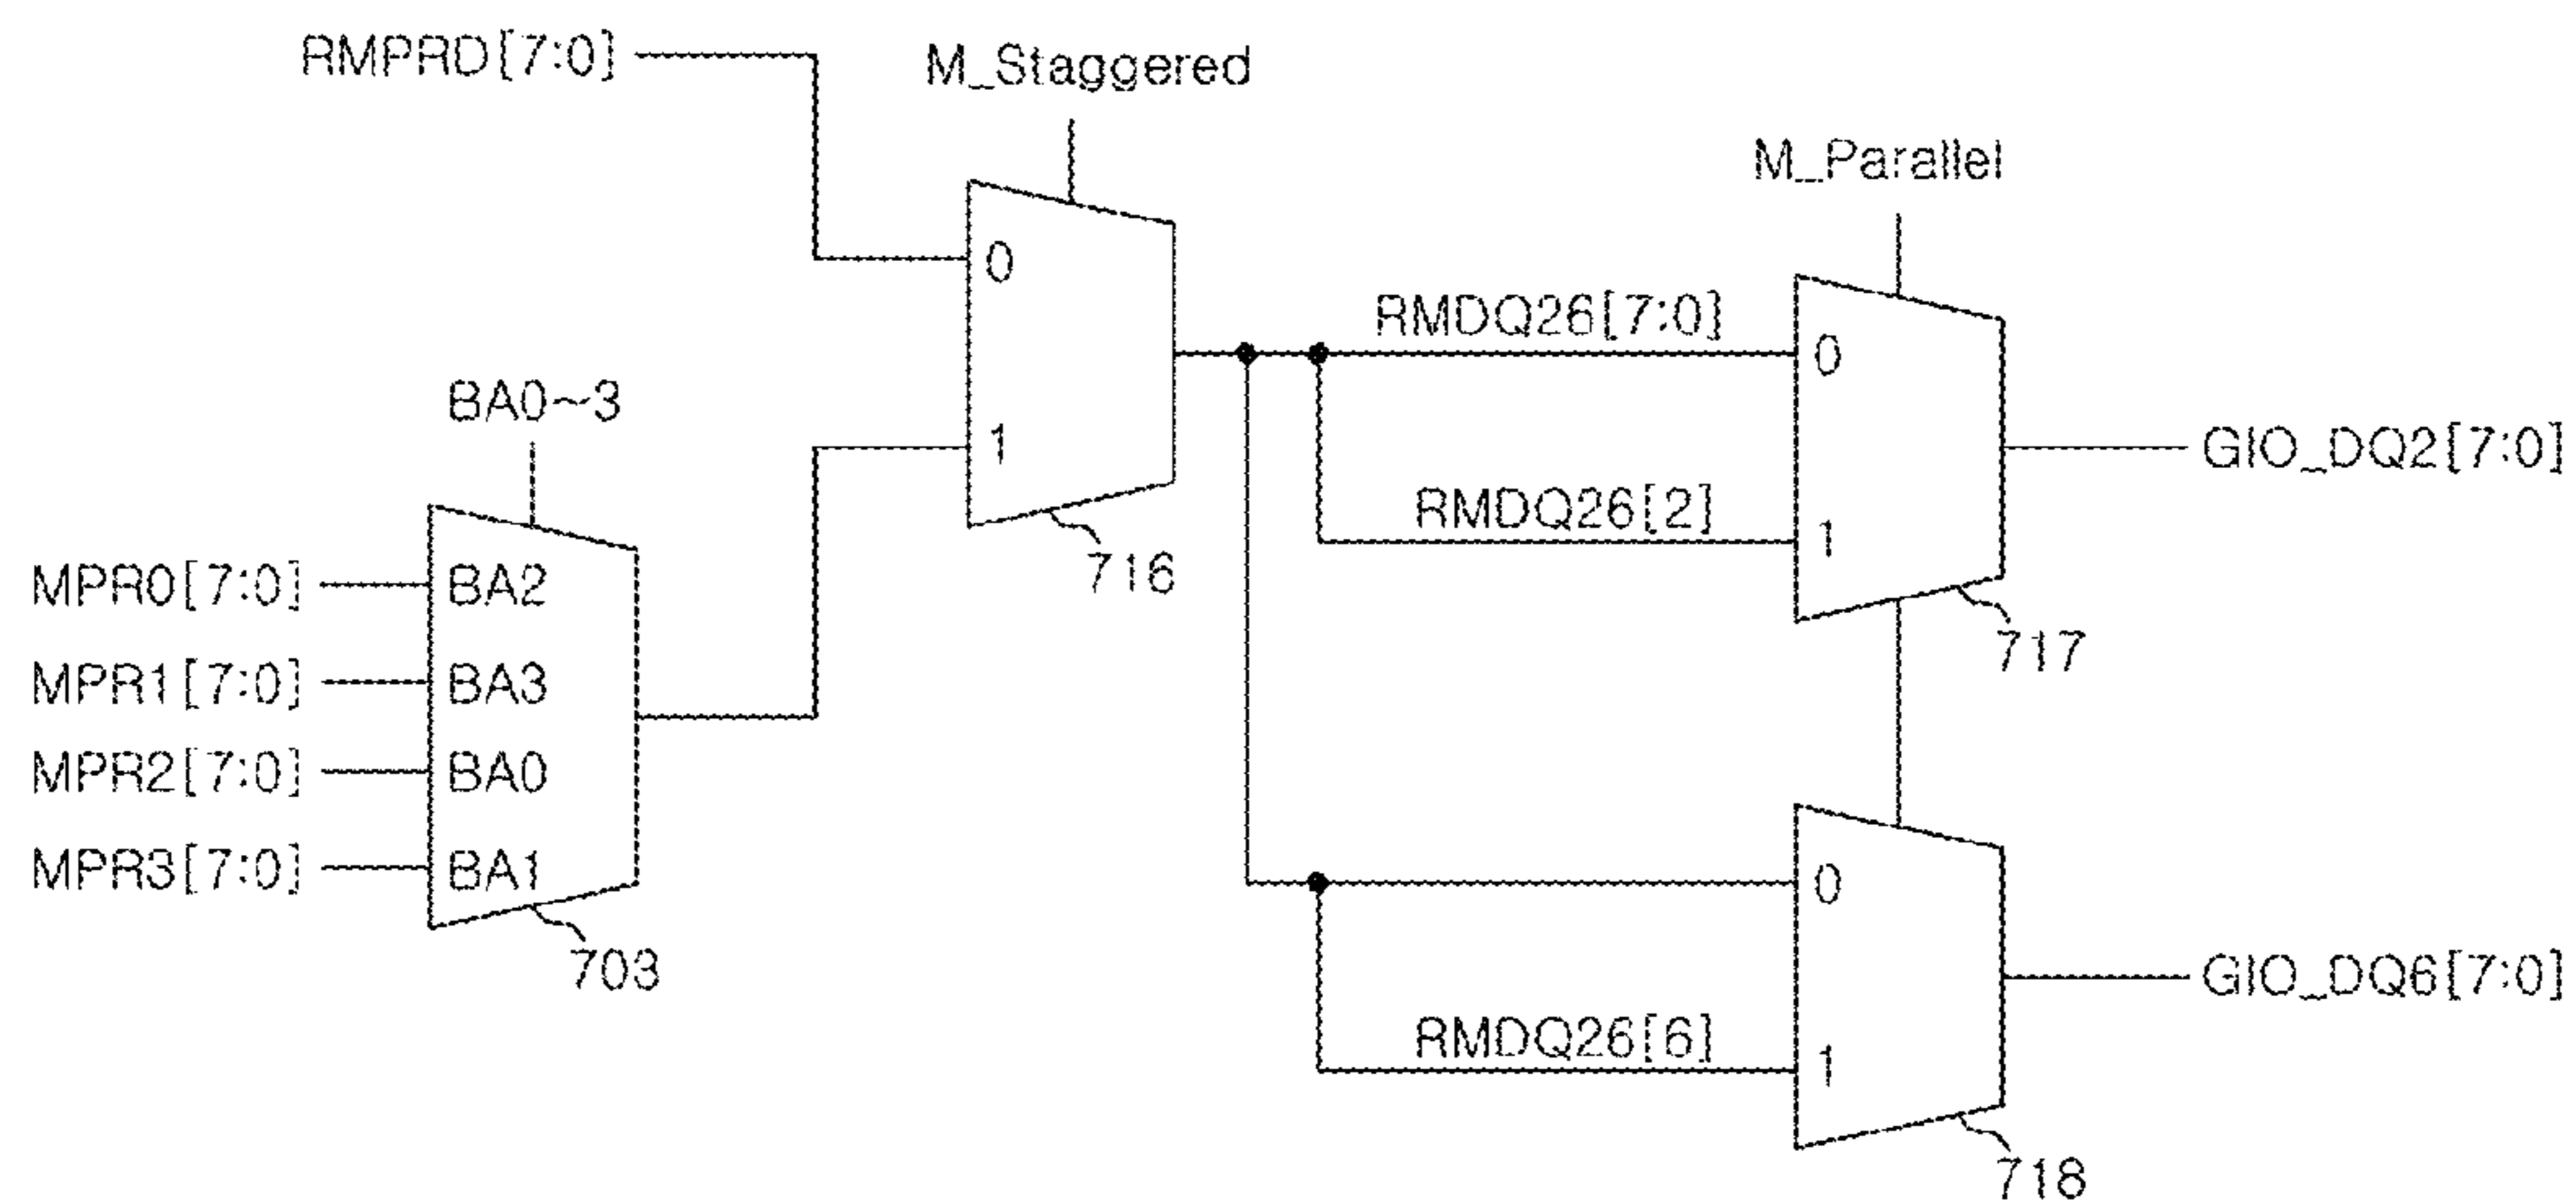 RMPRD[7:0]
M_Staggered
M_Parallel
0
RMDQ26[7:0]
0
BA0~3
1
GIO_DQ2[7:0]
RMDQ26[2]
1
716
MPR0[7:0] BA2
717
MPR1[7:0] BA3
MPR2[7:0] BA0
MPR3[7:0] BA1
0
703
GIO_DQ6[7:0]
RMDQ26[6]
1
718